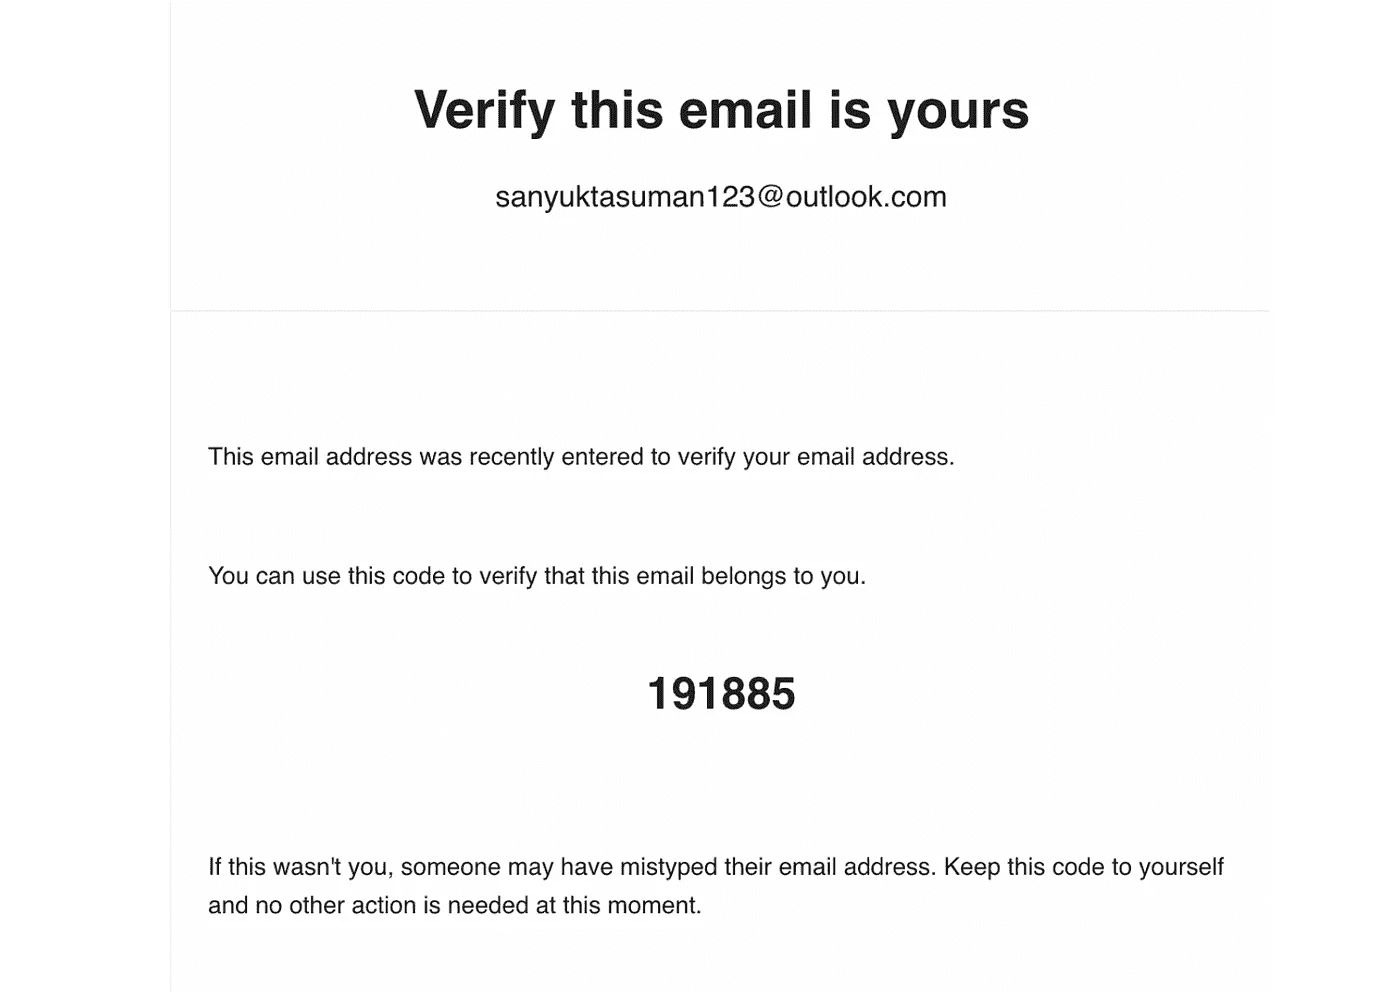 Verify this email is yours
sanyuktasuman123@outlook.com
This email address was recently entered to verify your email address.
You can use this code to verify that this email belongs to you.
191885
If this wasn't you, someone may have mistyped their email address. Keep this code to yourself
and no other action is needed at this moment.